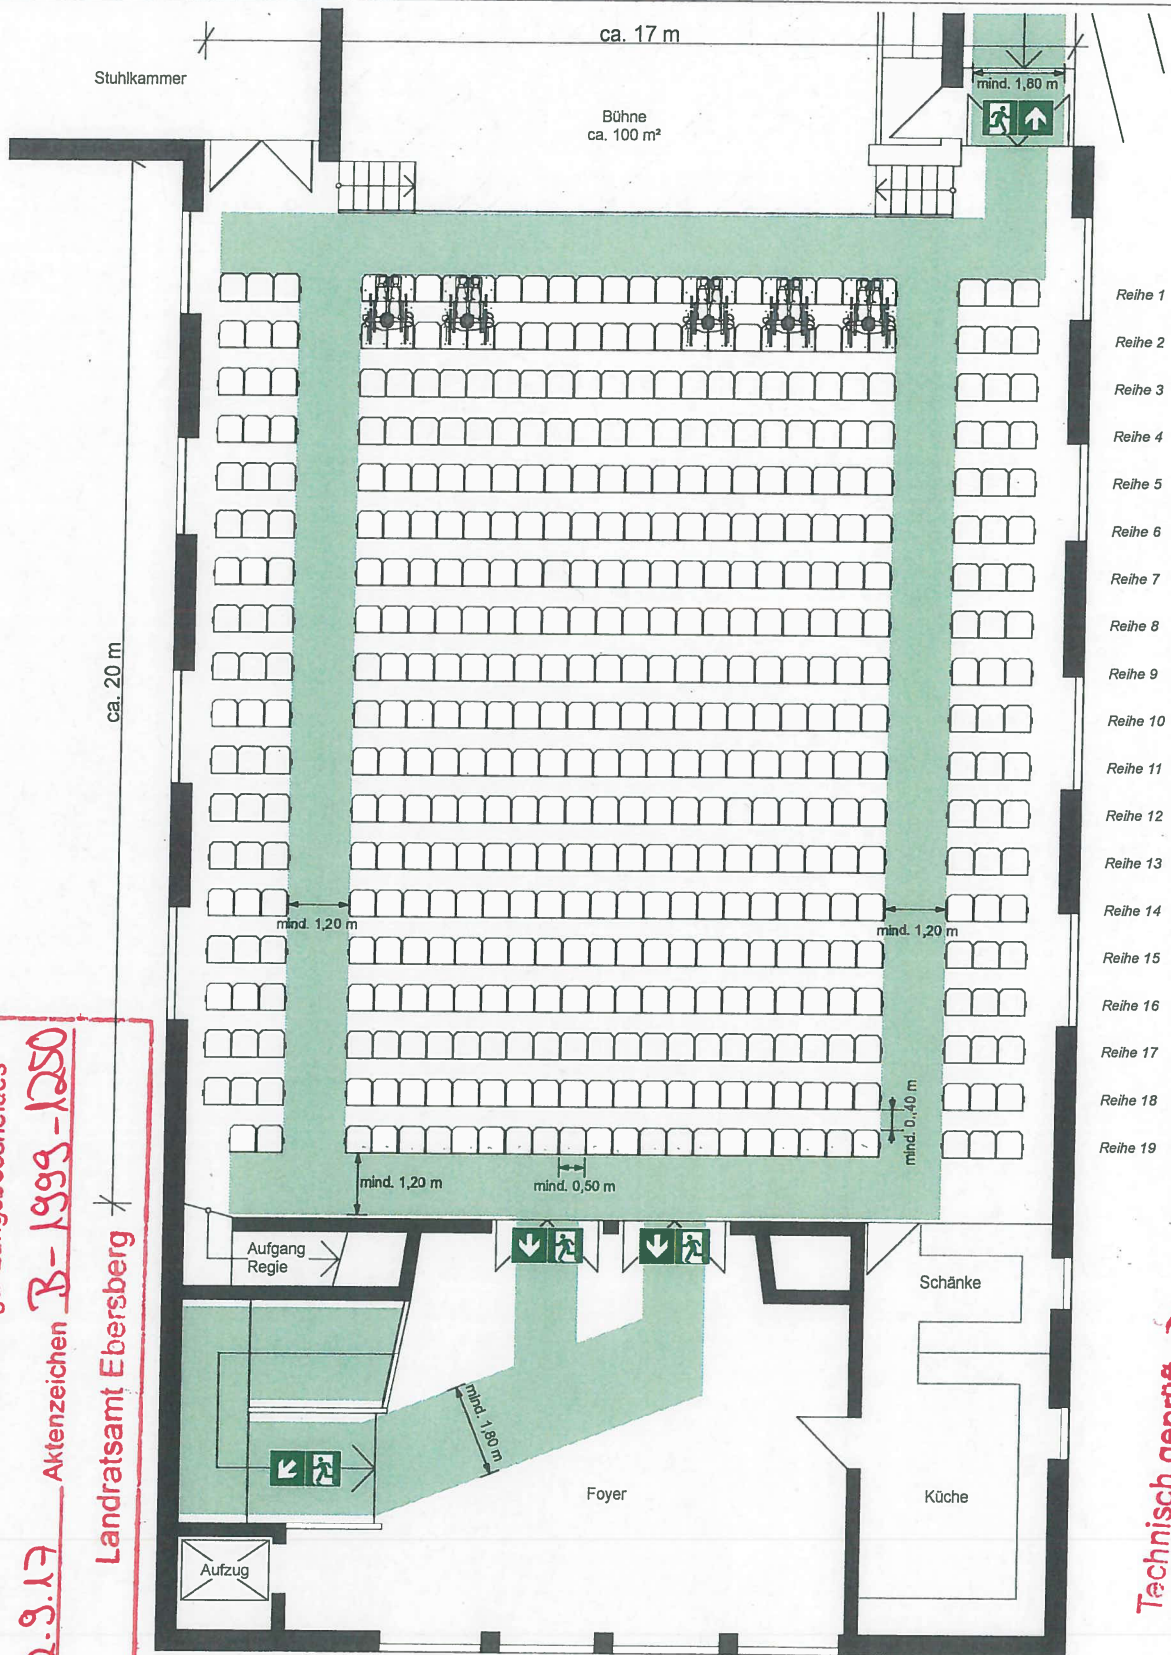 ca. 17 m
Stuhlkammer
Bühne
ca. 100 m²
mind. 1,80 m
Reihe 1
Reihe 2
Reihe 3
Reihe 4
Reihe 5
Reihe 6
Reihe 7
Reihe 8
Reihe 9
Reihe 10
Reihe 11
Reihe 12
Reihe 13
Reihe 14
Reihe 15
Reihe 16
Reihe 17
Reihe 18
Reihe 19
ca. 20 m
mind. 1,20 m
mind. 1,20 m
mind. 0,40 m
mind. 1,20 m
mind. 0,50 m
Aufgang
Regie
Schänke
mind. 1,80 m
Foyer
Küche
Aufzug
.9.17 Aktenzeichen B-1999-1250
Landratsamt Ebersberg
Technisch